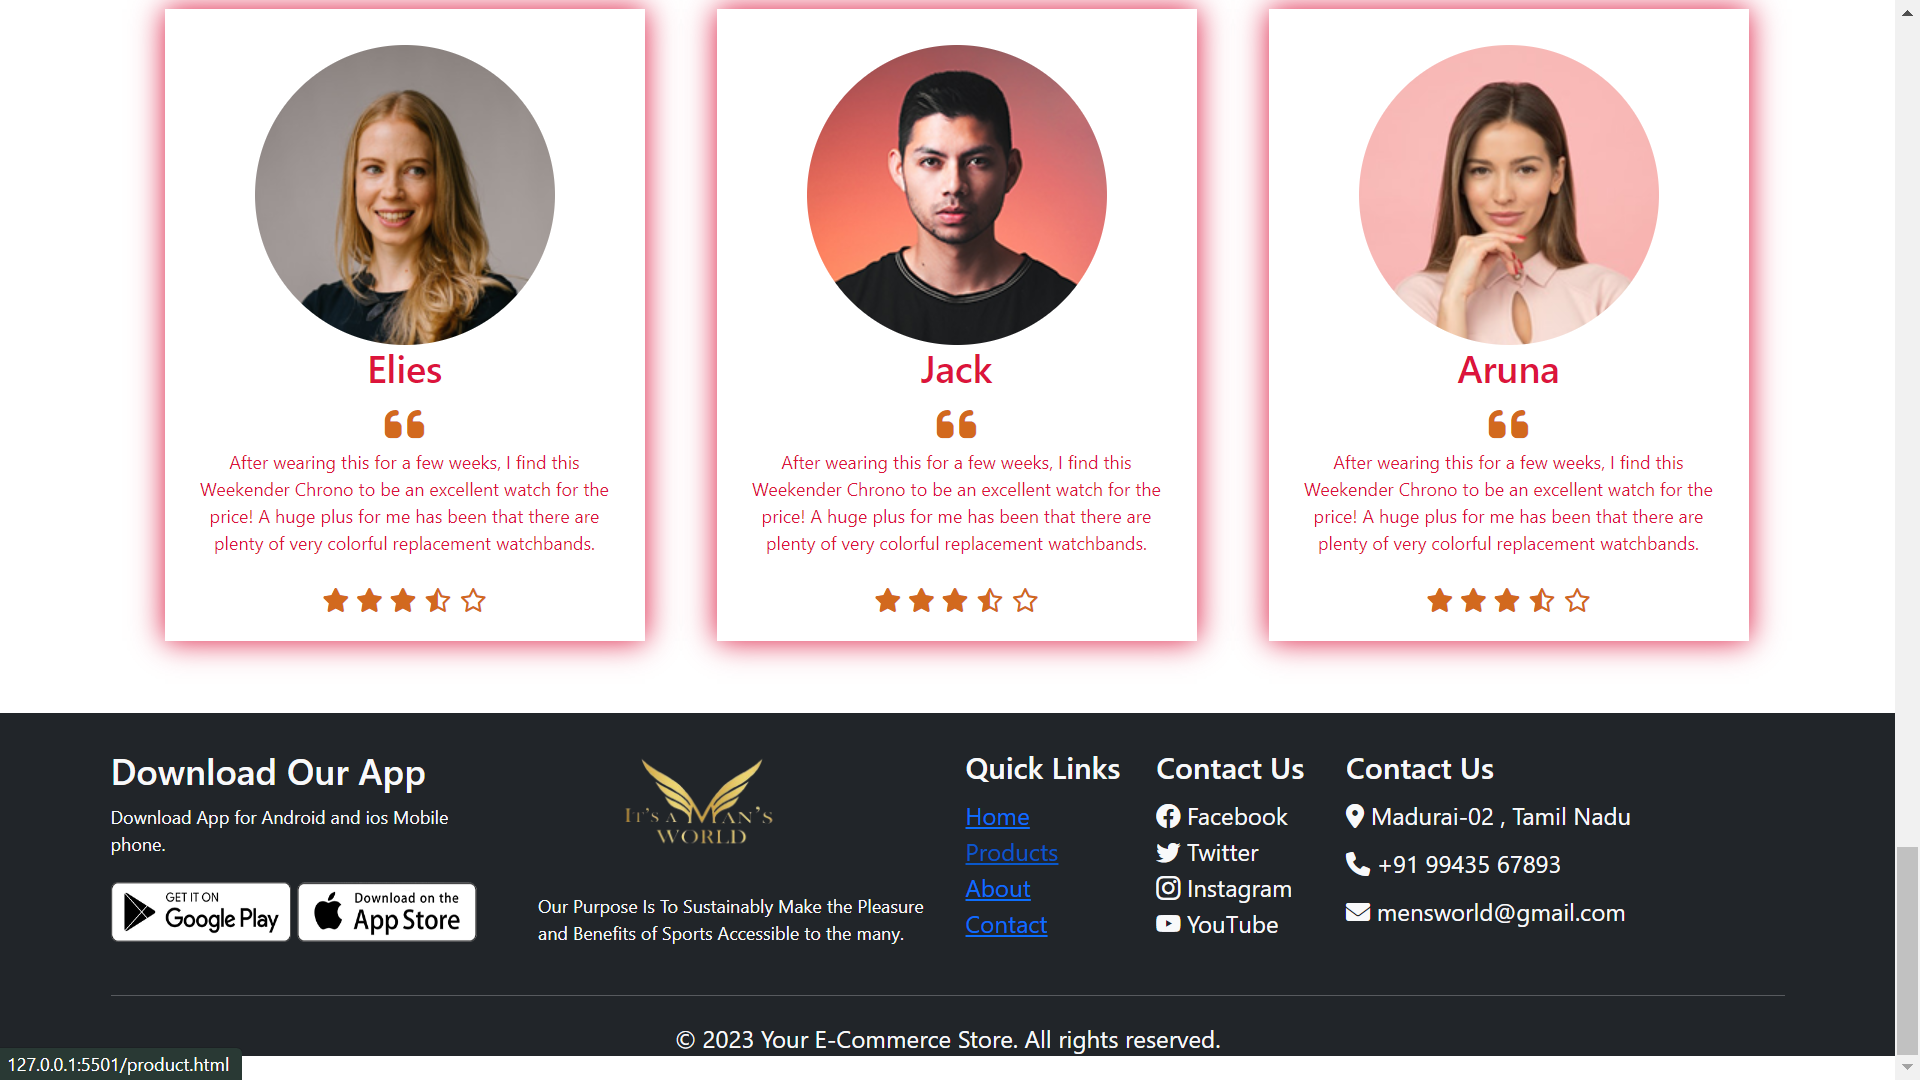 Elies
After wearing this for a few weeks, I find this
Weekender Chrono to be an excellent watch for the
price! A huge plus for me has been that there are
plenty of very colorful replacement watchbands.
Jack
After wearing this for a few weeks, I find this
Weekender Chrono to be an excellent watch for the
price! A huge plus for me has been that there are
plenty of very colorful replacement watchbands.
Aruna
After wearing this for a few weeks, I find this
Weekender Chrono to be an excellent watch for the
price! A huge plus for me has been that there are
plenty of very colorful replacement watchbands.
Download Our App
Download App for Android and ios Mobile
phone.
GET IT ON
Google Play
Download on the
App Store
IT'S A MAN'S
WORLD
Our Purpose Is To Sustainably Make the Pleasure
and Benefits of Sports Accessible to the many.
Quick Links
Home
Products
About
Contact
Contact Us
Facebook
Twitter
Instagram
YouTube
Contact Us
Madurai-02 , Tamil Nadu
+91 99435 67893
mensworld@gmail.com
© 2023 Your E-Commerce Store. All rights reserved.
127.0.0.1:5501/product.html